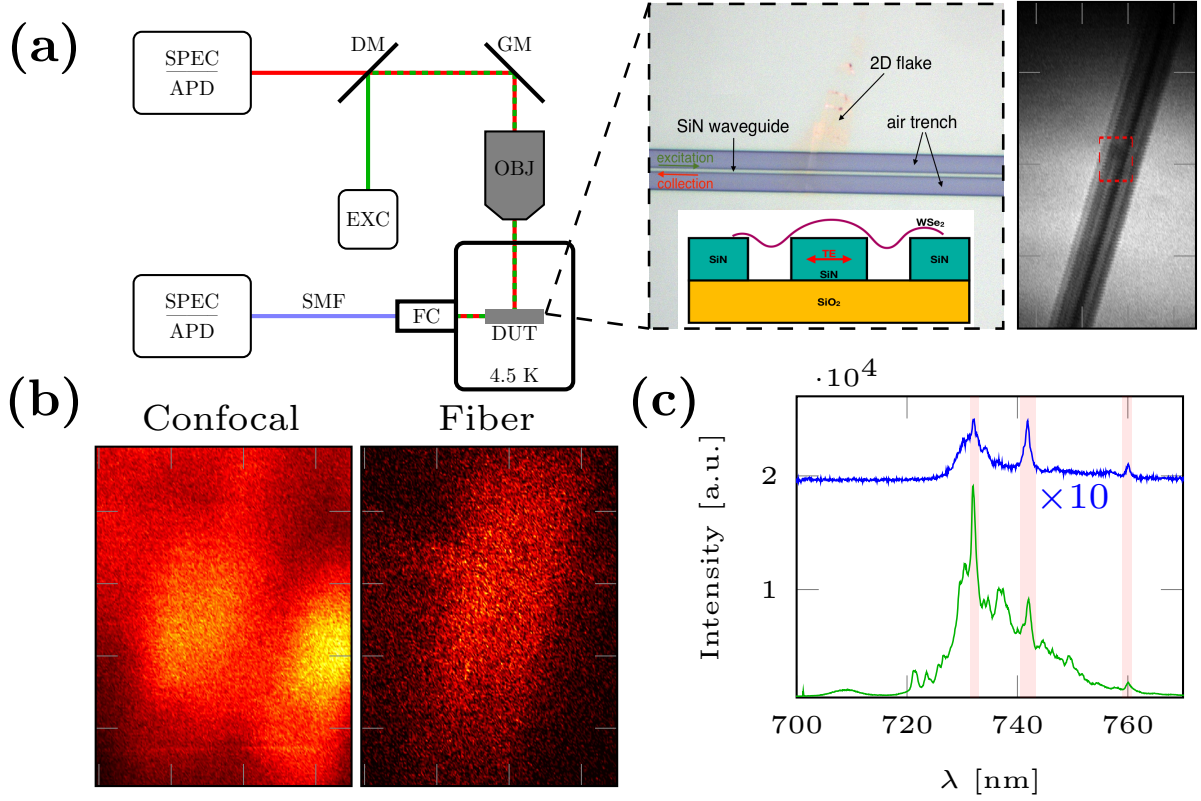 (a)
SPEC
APD
DM
GM
OBJ
EXC
SPEC
APD
SMF
FC
DUT
4.5 K
2D flake
SiN waveguide
air trench
excitation
collection
WSe₂
SiN
TE
SiN
SiN
SiO₂
(b)
Confocal
Fiber
(c)
·10⁴
Intensity [a.u.]
2
1
×10
700
720
740
760
λ [nm]